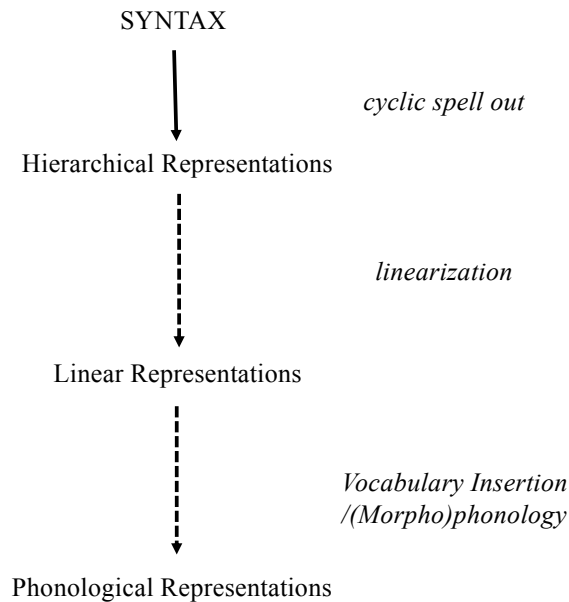 SYNTAX
cyclic spell out
Hierarchical Representations
linearization
Linear Representations
Vocabulary Insertion
/(Morpho)phonology
Phonological Representations